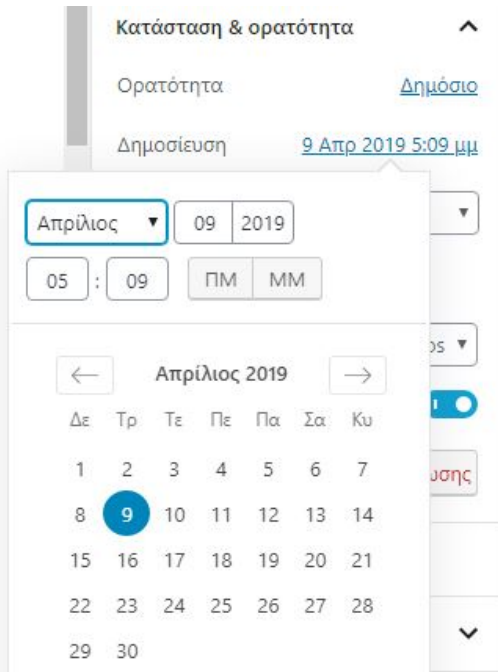 Κατάσταση & ορατότητα
Ορατότητα Δημόσιο
Δημοσίευση 9 Απρ 2019 5:09 μμ
Απρίλιος 09 2019
05 : 09 ΠΜ ΜΜ
Απρίλιος 2019
Δε Τρ Τε Πε Πα Σα Κυ
1 2 3 4 5 6 7
8 9 10 11 12 13 14
15 16 17 18 19 20 21
22 23 24 25 26 27 28
29 30